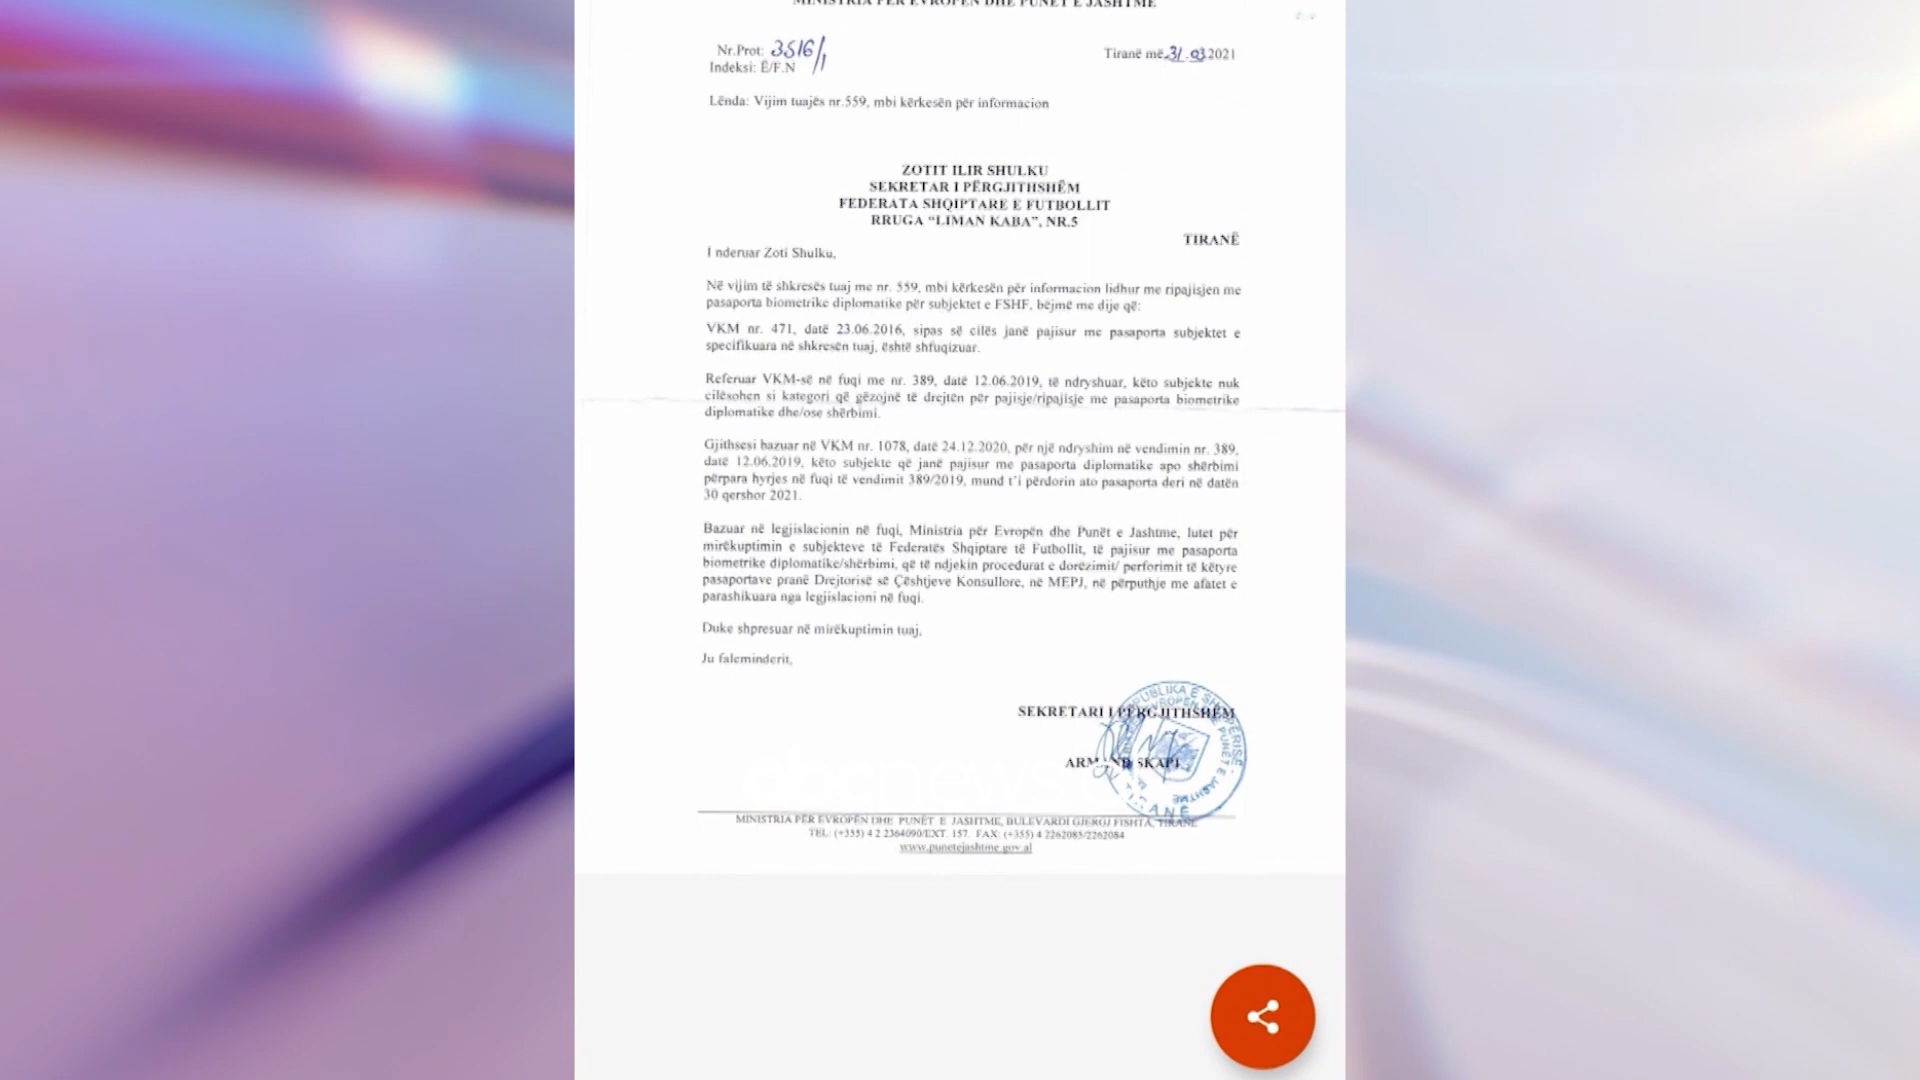 MINISTRIA PËR EVROPËN DHE PUNËT E JASHTME
Nr.Prot: 3516/1
Tiranë më 31.03.2021
Indeksi: Ë/F.N
Lënda: Vijim tuajës nr.559, mbi kërkesën për informacion
ZOTIT ILIR SHULKU
SEKRETAR I PËRGJITHSHËM
FEDERATA SHQIPTARE E FUTBOLLIT
RRUGA “LIMAN KABA”, NR.5
TIRANË
I nderuar Zoti Shulku,
Në vijim të shkresës tuaj me nr. 559, mbi kërkesën për informacion lidhur me ripajisjen me
pasaporta biometrike diplomatike për subjektet e FSHF, bëjmë me dije që:
VKM nr. 471, datë 23.06.2016, sipas së cilës janë pajisur me pasaporta subjektet e
specifikuara në shkresën tuaj, është shfuqizuar.
Referuar VKM-së në fuqi me nr. 389, datë 12.06.2019, të ndryshuar, këto subjekte nuk
cilësohen si kategori që gëzojnë të drejtën për pajisje/ripajisje me pasaporta biometrike
diplomatike dhe/ose shërbimi.
Gjithsesi bazuar në VKM nr. 1078, datë 24.12.2020, për një ndryshim në vendimin nr. 389,
datë 12.06.2019, këto subjekte që janë pajisur me pasaporta diplomatike apo shërbimi
përpara hyrjes në fuqi të vendimit 389/2019, mund t’i përdorin ato pasaporta deri në datën
30 qershor 2021.
Bazuar në legjislacionin në fuqi, Ministria për Evropën dhe Punët e Jashtme, lutet për
mirëkuptimin e subjekteve të Federatës Shqiptare të Futbollit, të pajisur me pasaporta
biometrike diplomatike/shërbimi, që të ndjekin procedurat e dorëzimit/ perforimit të këtyre
pasaportave pranë Drejtorisë së Çështjeve Konsullore, në MEPJ, në përputhje me afatet e
parashikuara nga legjislacioni në fuqi.
Duke shpresuar në mirëkuptimin tuaj,
Ju faleminderit,
SEKRETARI I PËRGJITHSHËM
SKAPI
abcnews
MINISTRIA PËR EVROPËN DHE PUNËT E JASHTME, BULEVARDI GJERGJ FISHTA, TIRANË
TEL: (+355) 4 2 2364090/EXT. 157. FAX: (+355) 4 2262085/2262084
www.punetejashtme.gov.al